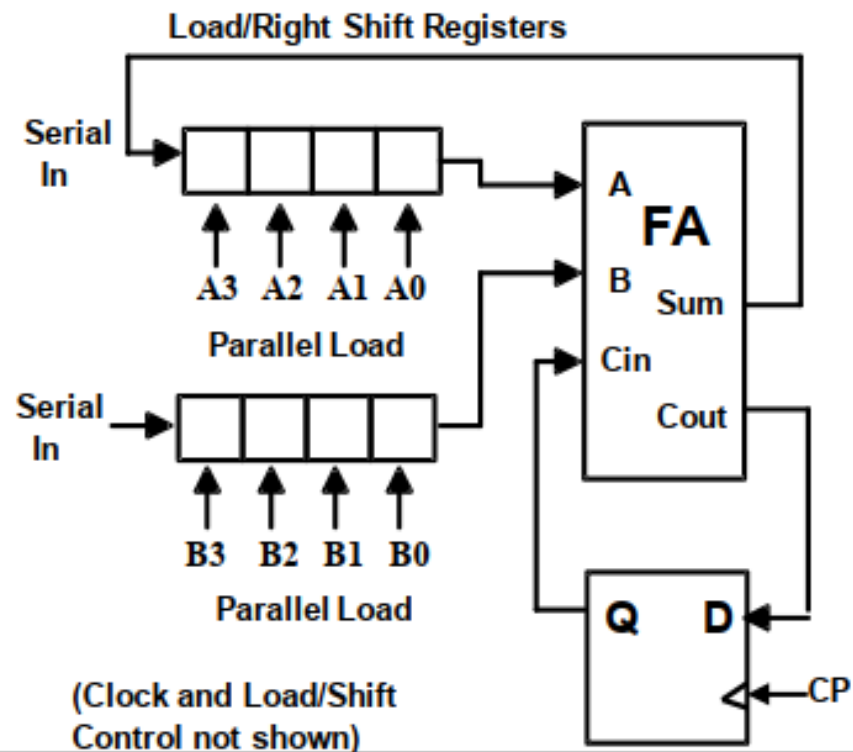 Load/Right Shift Registers
Serial
In
A3 A2 A1 A0
Parallel Load
Serial
In
B3 B2 B1 B0
Parallel Load
(Clock and Load/Shift
Control not shown)
A
FA
B
Sum
Cin
Cout
Q D
CP